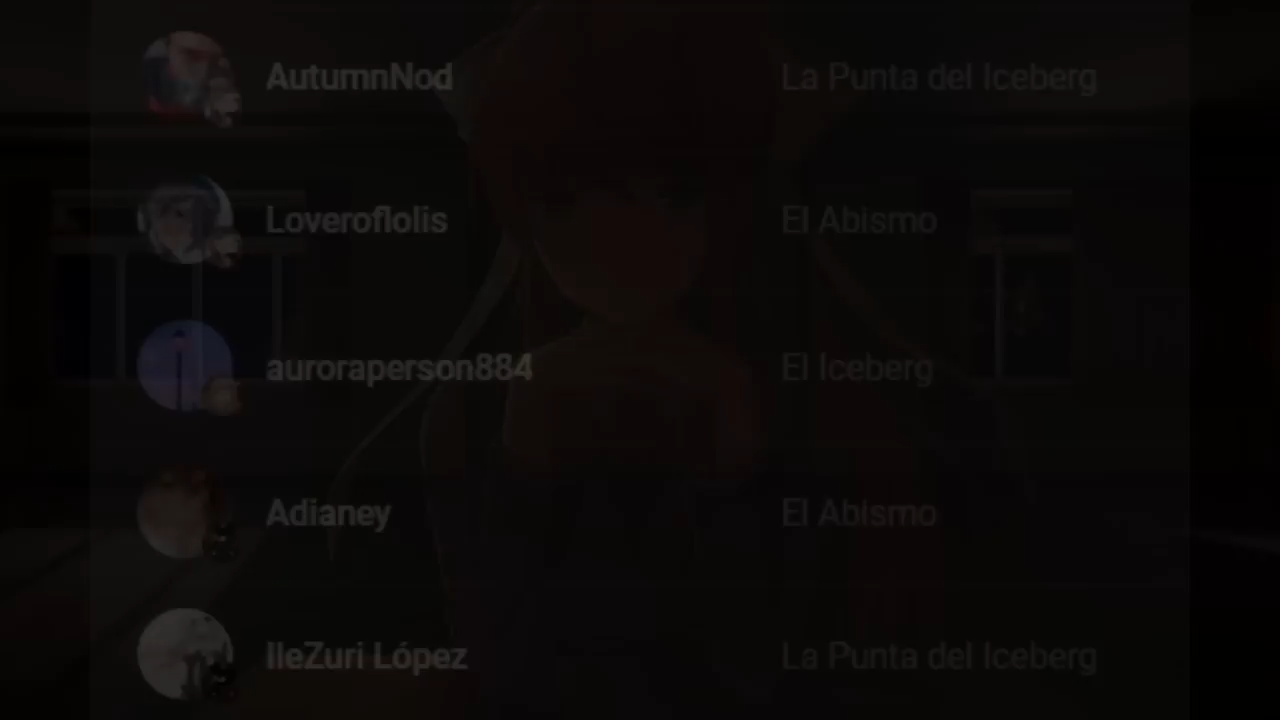 AutumnNod La Punta del Iceberg
Loveroflolis El Abismo
auroraperson884 El Iceberg
Adianey El Abismo
IleZuri López La Punta del Iceberg